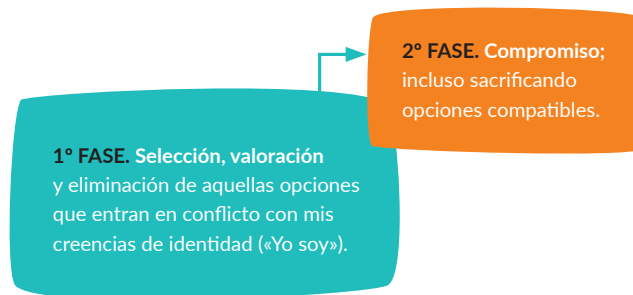 2º FASE. Compromiso;
incluso sacrificando
opciones compatibles.
1º FASE. Selección, valoración
y eliminación de aquellas opciones
que entran en conflicto con mis
creencias de identidad («Yo soy»).